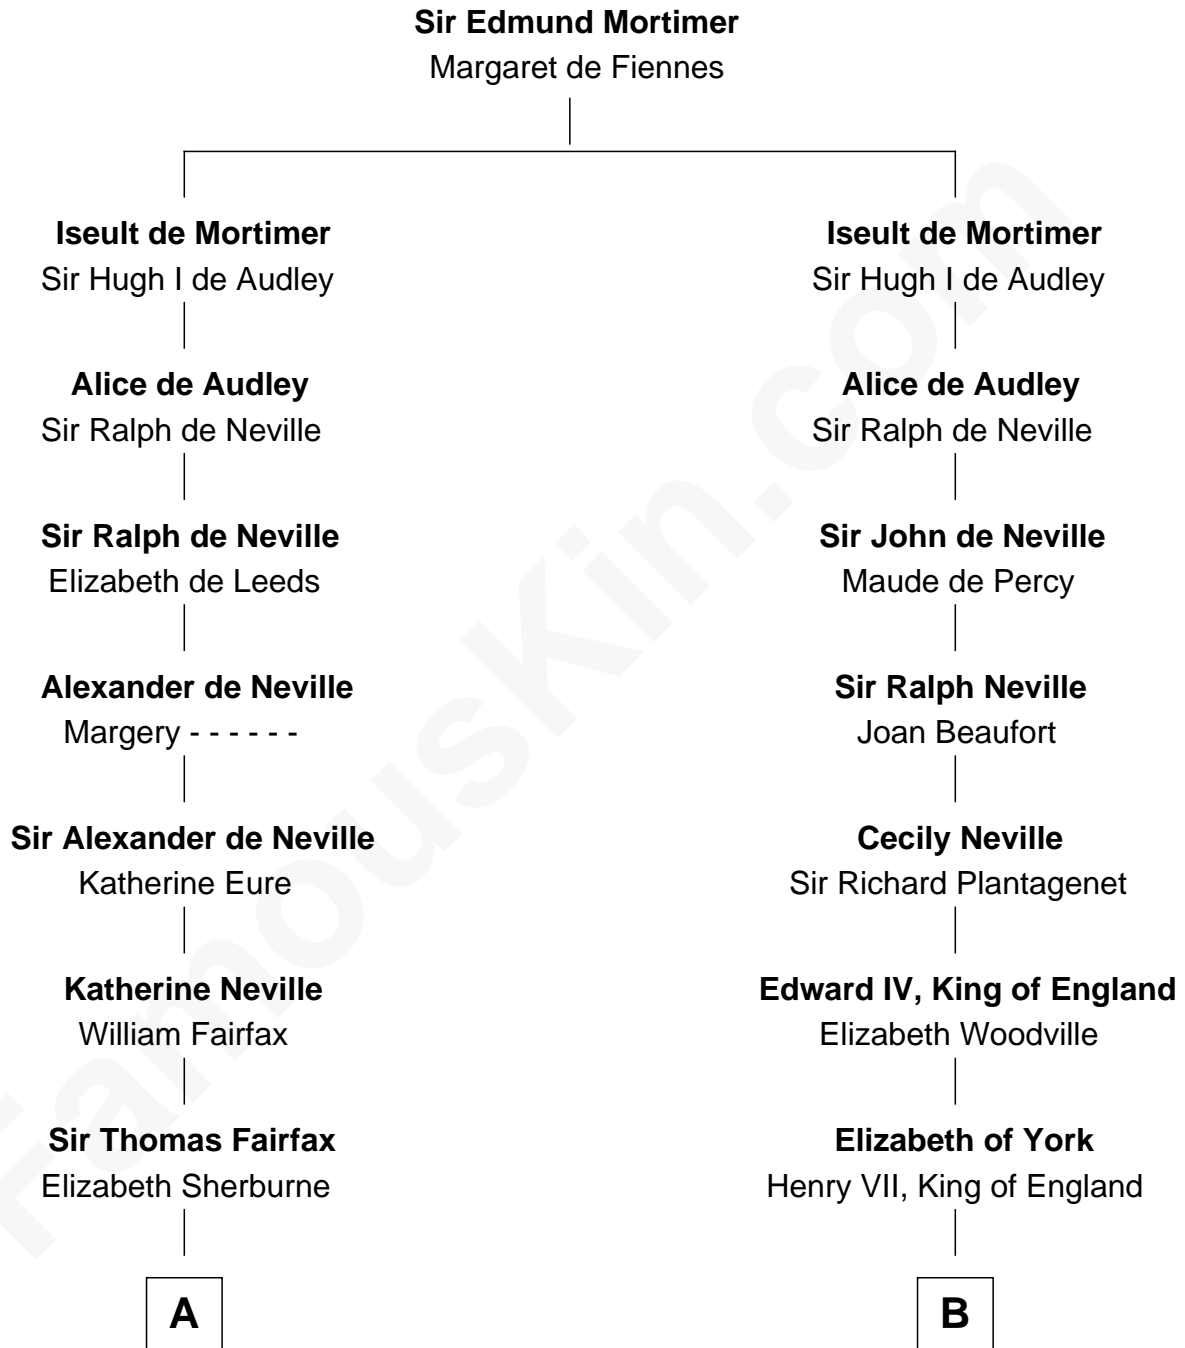 Sir Edmund Mortimer
Margaret de Fiennes
Iseult de Mortimer
Sir Hugh I de Audley
Alice de Audley
Sir Ralph de Neville
Sir Ralph de Neville
Elizabeth de Leeds
Alexander de Neville
Margery - - - - - -
Sir Alexander de Neville
Katherine Eure
Katherine Neville
William Fairfax
Sir Thomas Fairfax
Elizabeth Sherburne
A
Iseult de Mortimer
Sir Hugh I de Audley
Alice de Audley
Sir Ralph de Neville
Sir John de Neville
Maude de Percy
Sir Ralph Neville
Joan Beaufort
Cecily Neville
Sir Richard Plantagenet
Edward IV, King of England
Elizabeth Woodville
Elizabeth of York
Henry VII, King of England
B
FamousKin.com